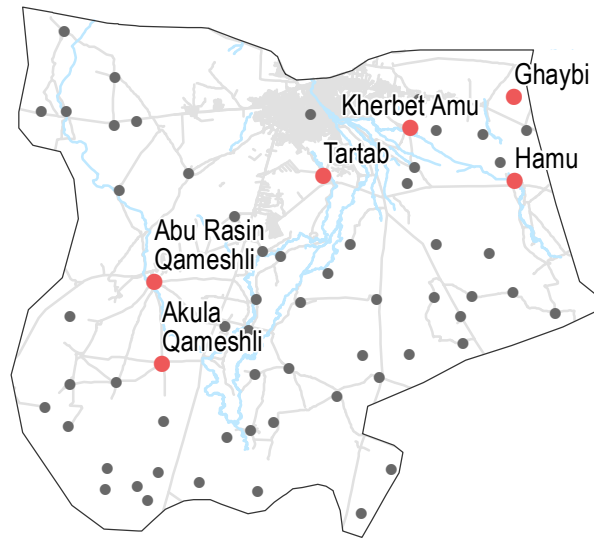 Ghaybi
Kherbet Amu
Tartab
Hamu
Abu Rasin
Qameshli
Akula
Qameshli